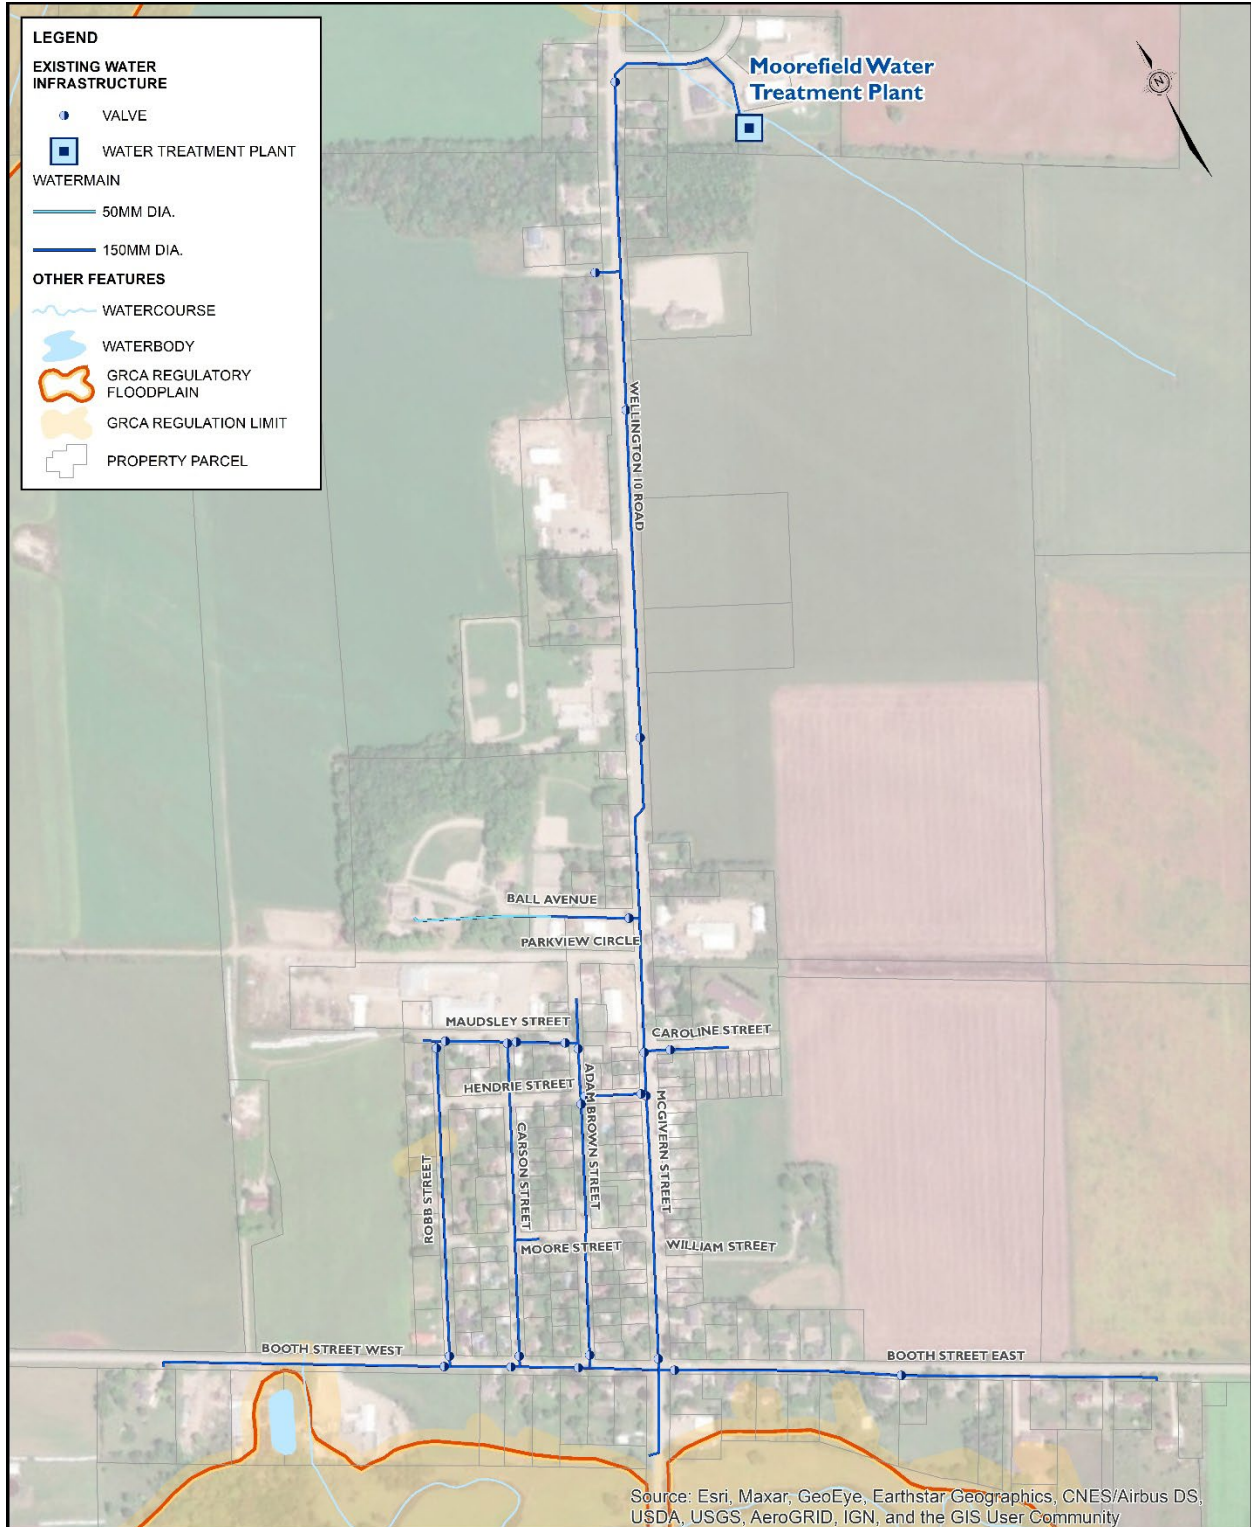 LEGEND
EXISTING WATER
INFRASTRUCTURE
VALVE
WATER TREATMENT PLANT
WATERMAIN
50MM DIA.
150MM DIA.
OTHER FEATURES
WATERCOURSE
WATERBODY
GRCA REGULATORY
FLOODPLAIN
GRCA REGULATION LIMIT
PROPERTY PARCEL
Moorefield Water
Treatment Plant
N
WELLINGTON 10 ROAD
BALL AVENUE
PARKVIEW CIRCLE
MAUDSLEY STREET
CAROLINE STREET
HENDRIE STREET
ADAM BROWN STREET
MCGIVERN STREET
CARSON STREET
ROBB STREET
MOORE STREET
WILLIAM STREET
BOOTH STREET WEST
BOOTH STREET EAST
Source: Esri, Maxar, GeoEye, Earthstar Geographics, CNES/Airbus DS,
USDA, USGS, AeroGRID, IGN, and the GIS User Community